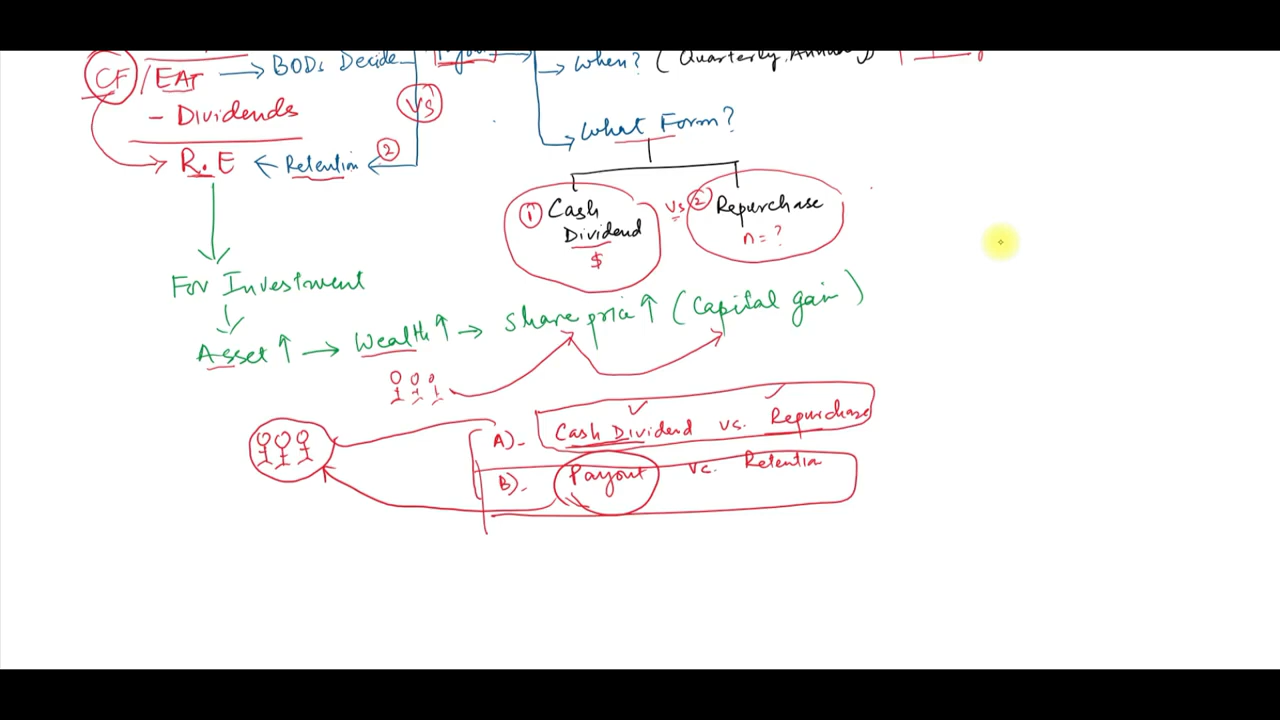 CF / EAT → BODs Decide
When? (Quarterly, Annual)
- Dividends
VS
What Form?
R.E ← Retention ②
① Cash Dividend $
Vs
② Repurchase n = ?
For Investment
Asset ↑ → Wealth ↑ → Share price ↑ (Capital gain)
A)- Cash Dividend vs. Repurchase
B)- Payout vs. Retention